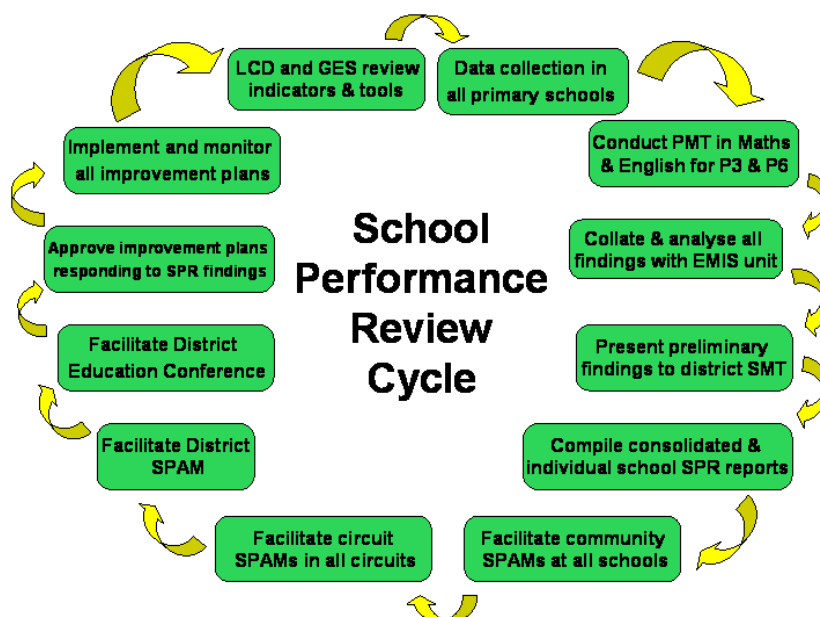 School
Performance
Review
Cycle
LCD and GES review
indicators & tools
Data collection in
all primary schools
Conduct PMT in Maths
& English for P3 & P6
Collate & analyse all
findings with EMIS unit
Present preliminary
findings to district SMT
Compile consolidated &
individual school SPR reports
Facilitate community
SPAMs at all schools
Facilitate circuit
SPAMs in all circuits
Facilitate District
SPAM
Facilitate District
Education Conference
Approve improvement plans
responding to SPR findings
Implement and monitor
all improvement plans